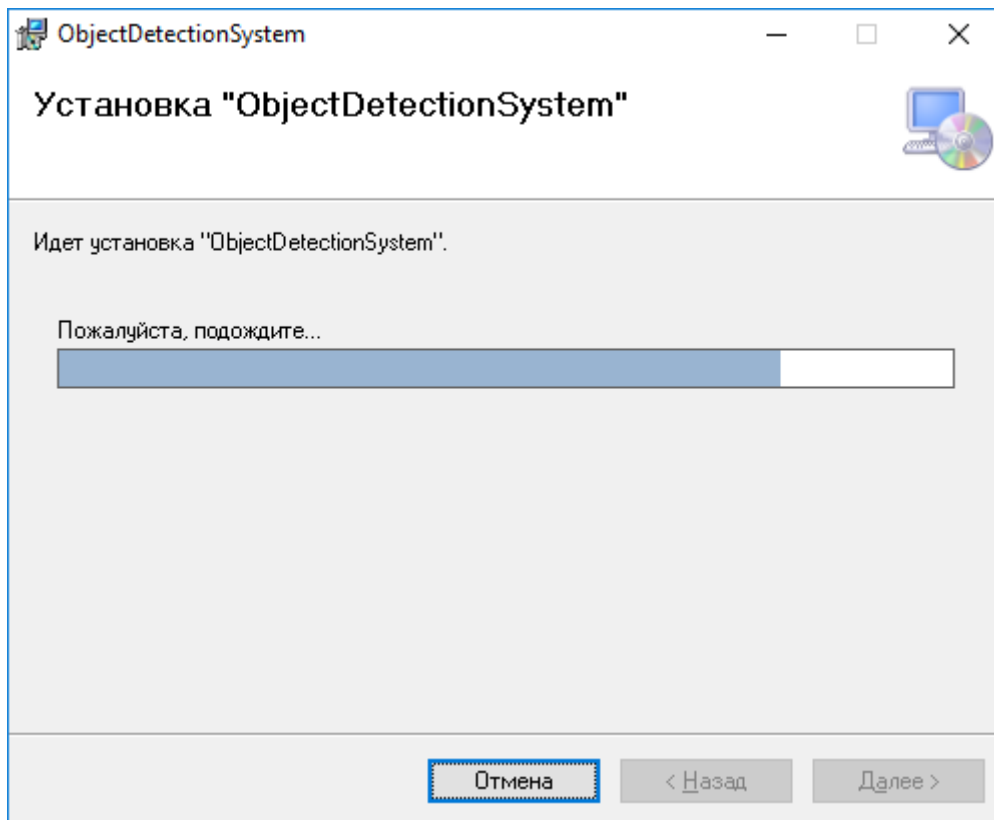 ObjectDetectionSystem
Установка "ObjectDetectionSystem"
Идет установка "ObjectDetectionSystem".
Пожалуйста, подождите...
Отмена
< Назад
Далее >